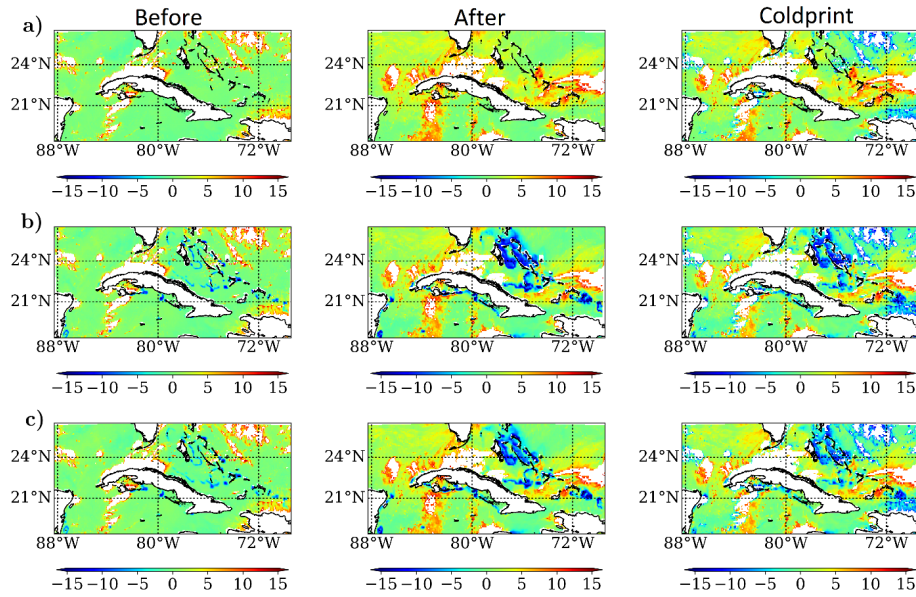 Before After Coldprint
a)
24°N 24°N 24°N
21°N 21°N 21°N
88°W 80°W 72°W 88°W 80°W 72°W 88°W 80°W 72°W
−15 −10 −5 0 5 10 15 −15 −10 −5 0 5 10 15 −15 −10 −5 0 5 10 15
b)
24°N 24°N 24°N
21°N 21°N 21°N
88°W 80°W 72°W 88°W 80°W 72°W 88°W 80°W 72°W
−15 −10 −5 0 5 10 15 −15 −10 −5 0 5 10 15 −15 −10 −5 0 5 10 15
c)
24°N 24°N 24°N
21°N 21°N 21°N
88°W 80°W 72°W 88°W 80°W 72°W 88°W 80°W 72°W
−15 −10 −5 0 5 10 15 −15 −10 −5 0 5 10 15 −15 −10 −5 0 5 10 15